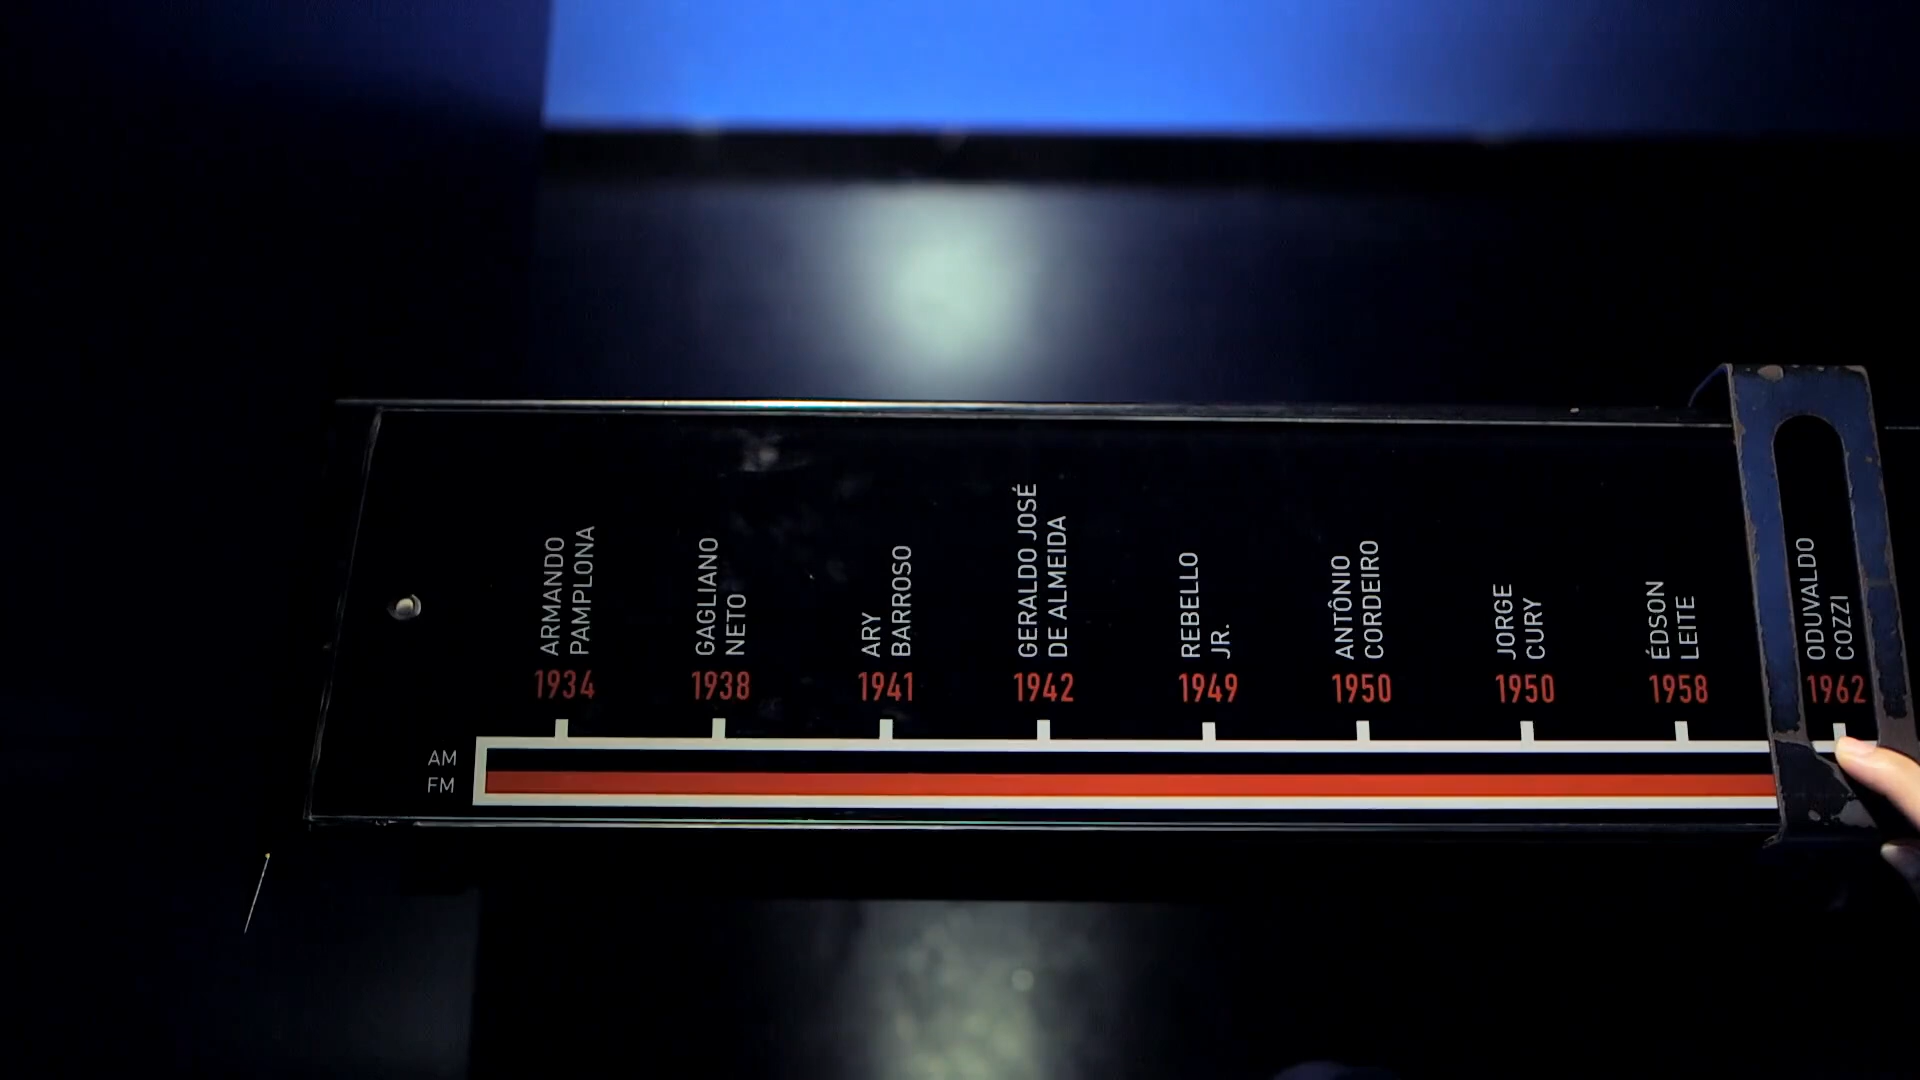 ARMANDO
PAMPLONA
1934
GAGLIANO
NETO
1938
ARY
BARROSO
1941
GERALDO JOSÉ
DE ALMEIDA
1942
REBELLO
JR.
1949
ANTÔNIO
CORDEIRO
1950
JORGE
CURY
1950
ÉDSON
LEITE
1958
ODUVALDO
COZZI
1962
AM
FM